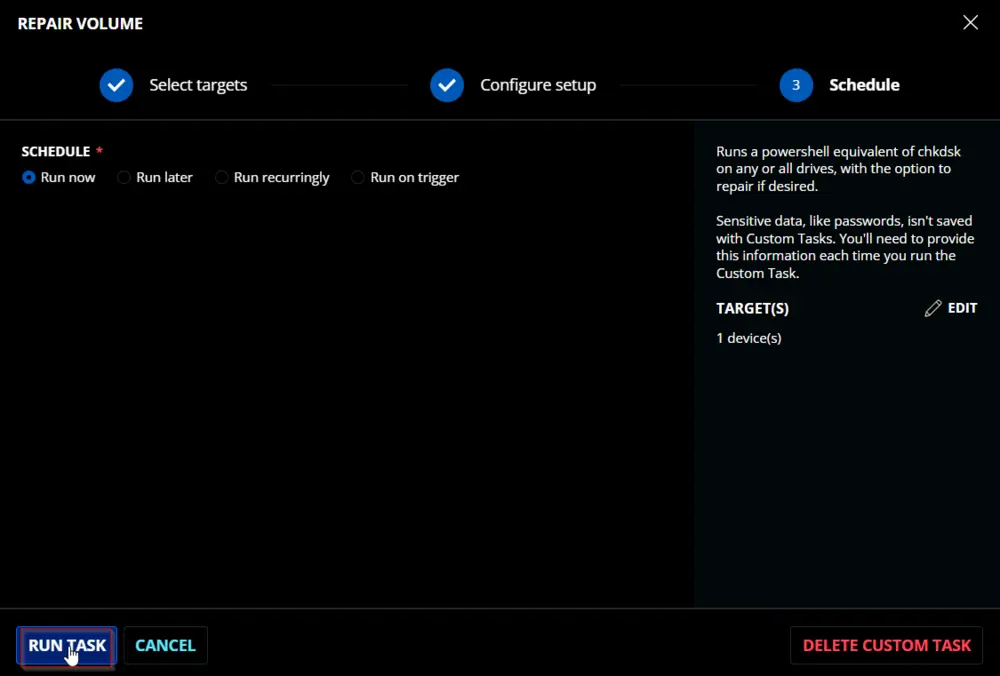 REPAIR VOLUME
Select targets
Configure setup
3 Schedule
SCHEDULE *
Run now Run later Run recurringly Run on trigger
Runs a powershell equivalent of chkdsk
on any or all drives, with the option to
repair if desired.
Sensitive data, like passwords, isn't saved
with Custom Tasks. You'll need to provide
this information each time you run the
Custom Task.
TARGET(S) EDIT
1 device(s)
RUN TASK CANCEL DELETE CUSTOM TASK